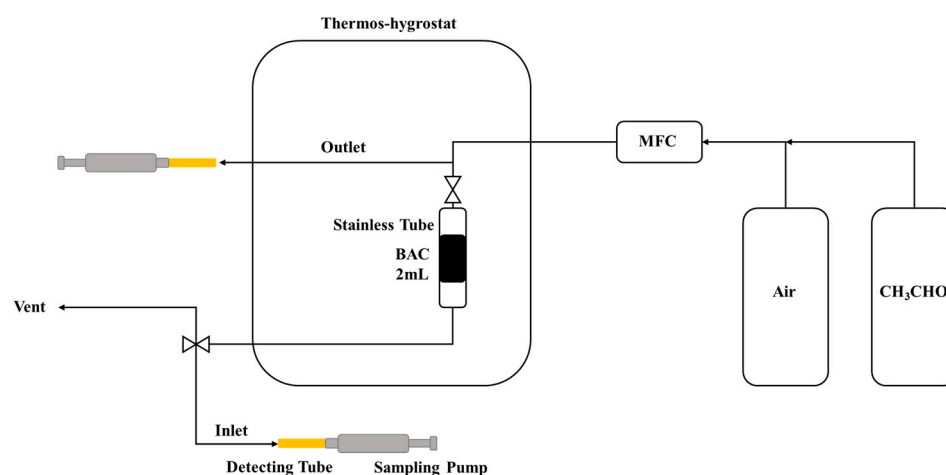 Thermos-hygrostat
MFC
Outlet
Stainless Tube
BAC
2mL
Air
CH₃CHO
Vent
Inlet
Detecting Tube
Sampling Pump